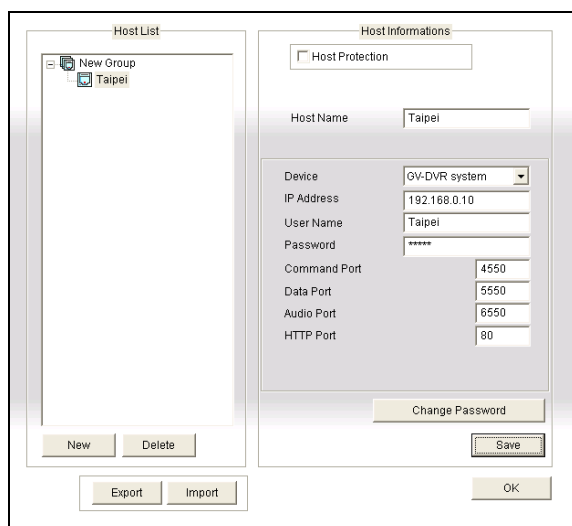 Host List
New Group
Taipei
New
Delete
Export
Import
Host Informations
Host Protection
Host Name
Taipei
Device
GV-DVR system
IP Address
192.168.0.10
User Name
Taipei
Password
*****
Command Port
4550
Data Port
5550
Audio Port
6550
HTTP Port
80
Change Password
Save
OK